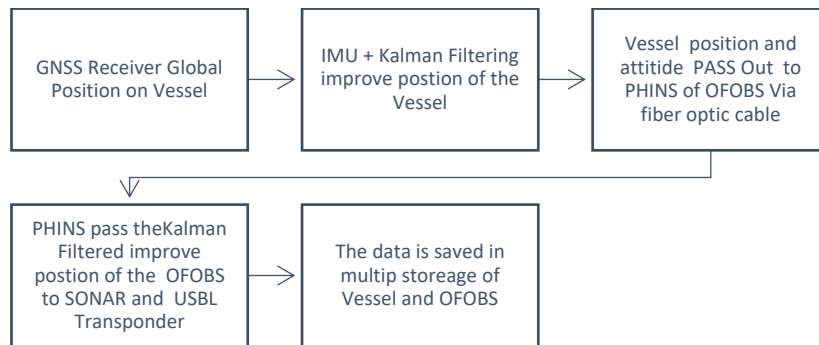 GNSS Receiver Global
Position on Vessel
IMU + Kalman Filtering
improve postion of the
Vessel
Vessel position and
attitide PASS Out to
PHINS of OFOBS Via
fiber optic cable
PHINS pass theKalman
Filtered improve
postion of the OFOBS
to SONAR and USBL
Transponder
The data is saved in
multip storeage of
Vessel and OFOBS